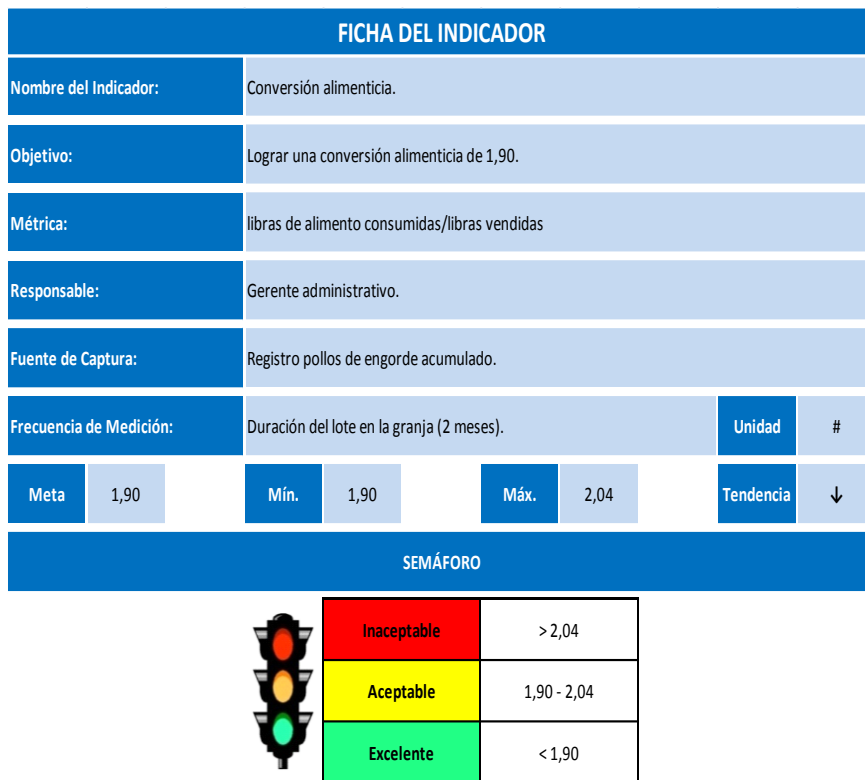 FICHA DEL INDICADOR
Nombre del Indicador: Conversión alimenticia.
Objetivo: Lograr una conversión alimenticia de 1,90.
Métrica: libras de alimento consumidas/libras vendidas
Responsable: Gerente administrativo.
Fuente de Captura: Registro pollos de engorde acumulado.
Frecuencia de Medición: Duración del lote en la granja (2 meses). Unidad #
Meta 1,90 Mín. 1,90 Máx. 2,04 Tendencia ↓
SEMÁFORO
Inaceptable > 2,04
Aceptable 1,90 - 2,04
Excelente < 1,90